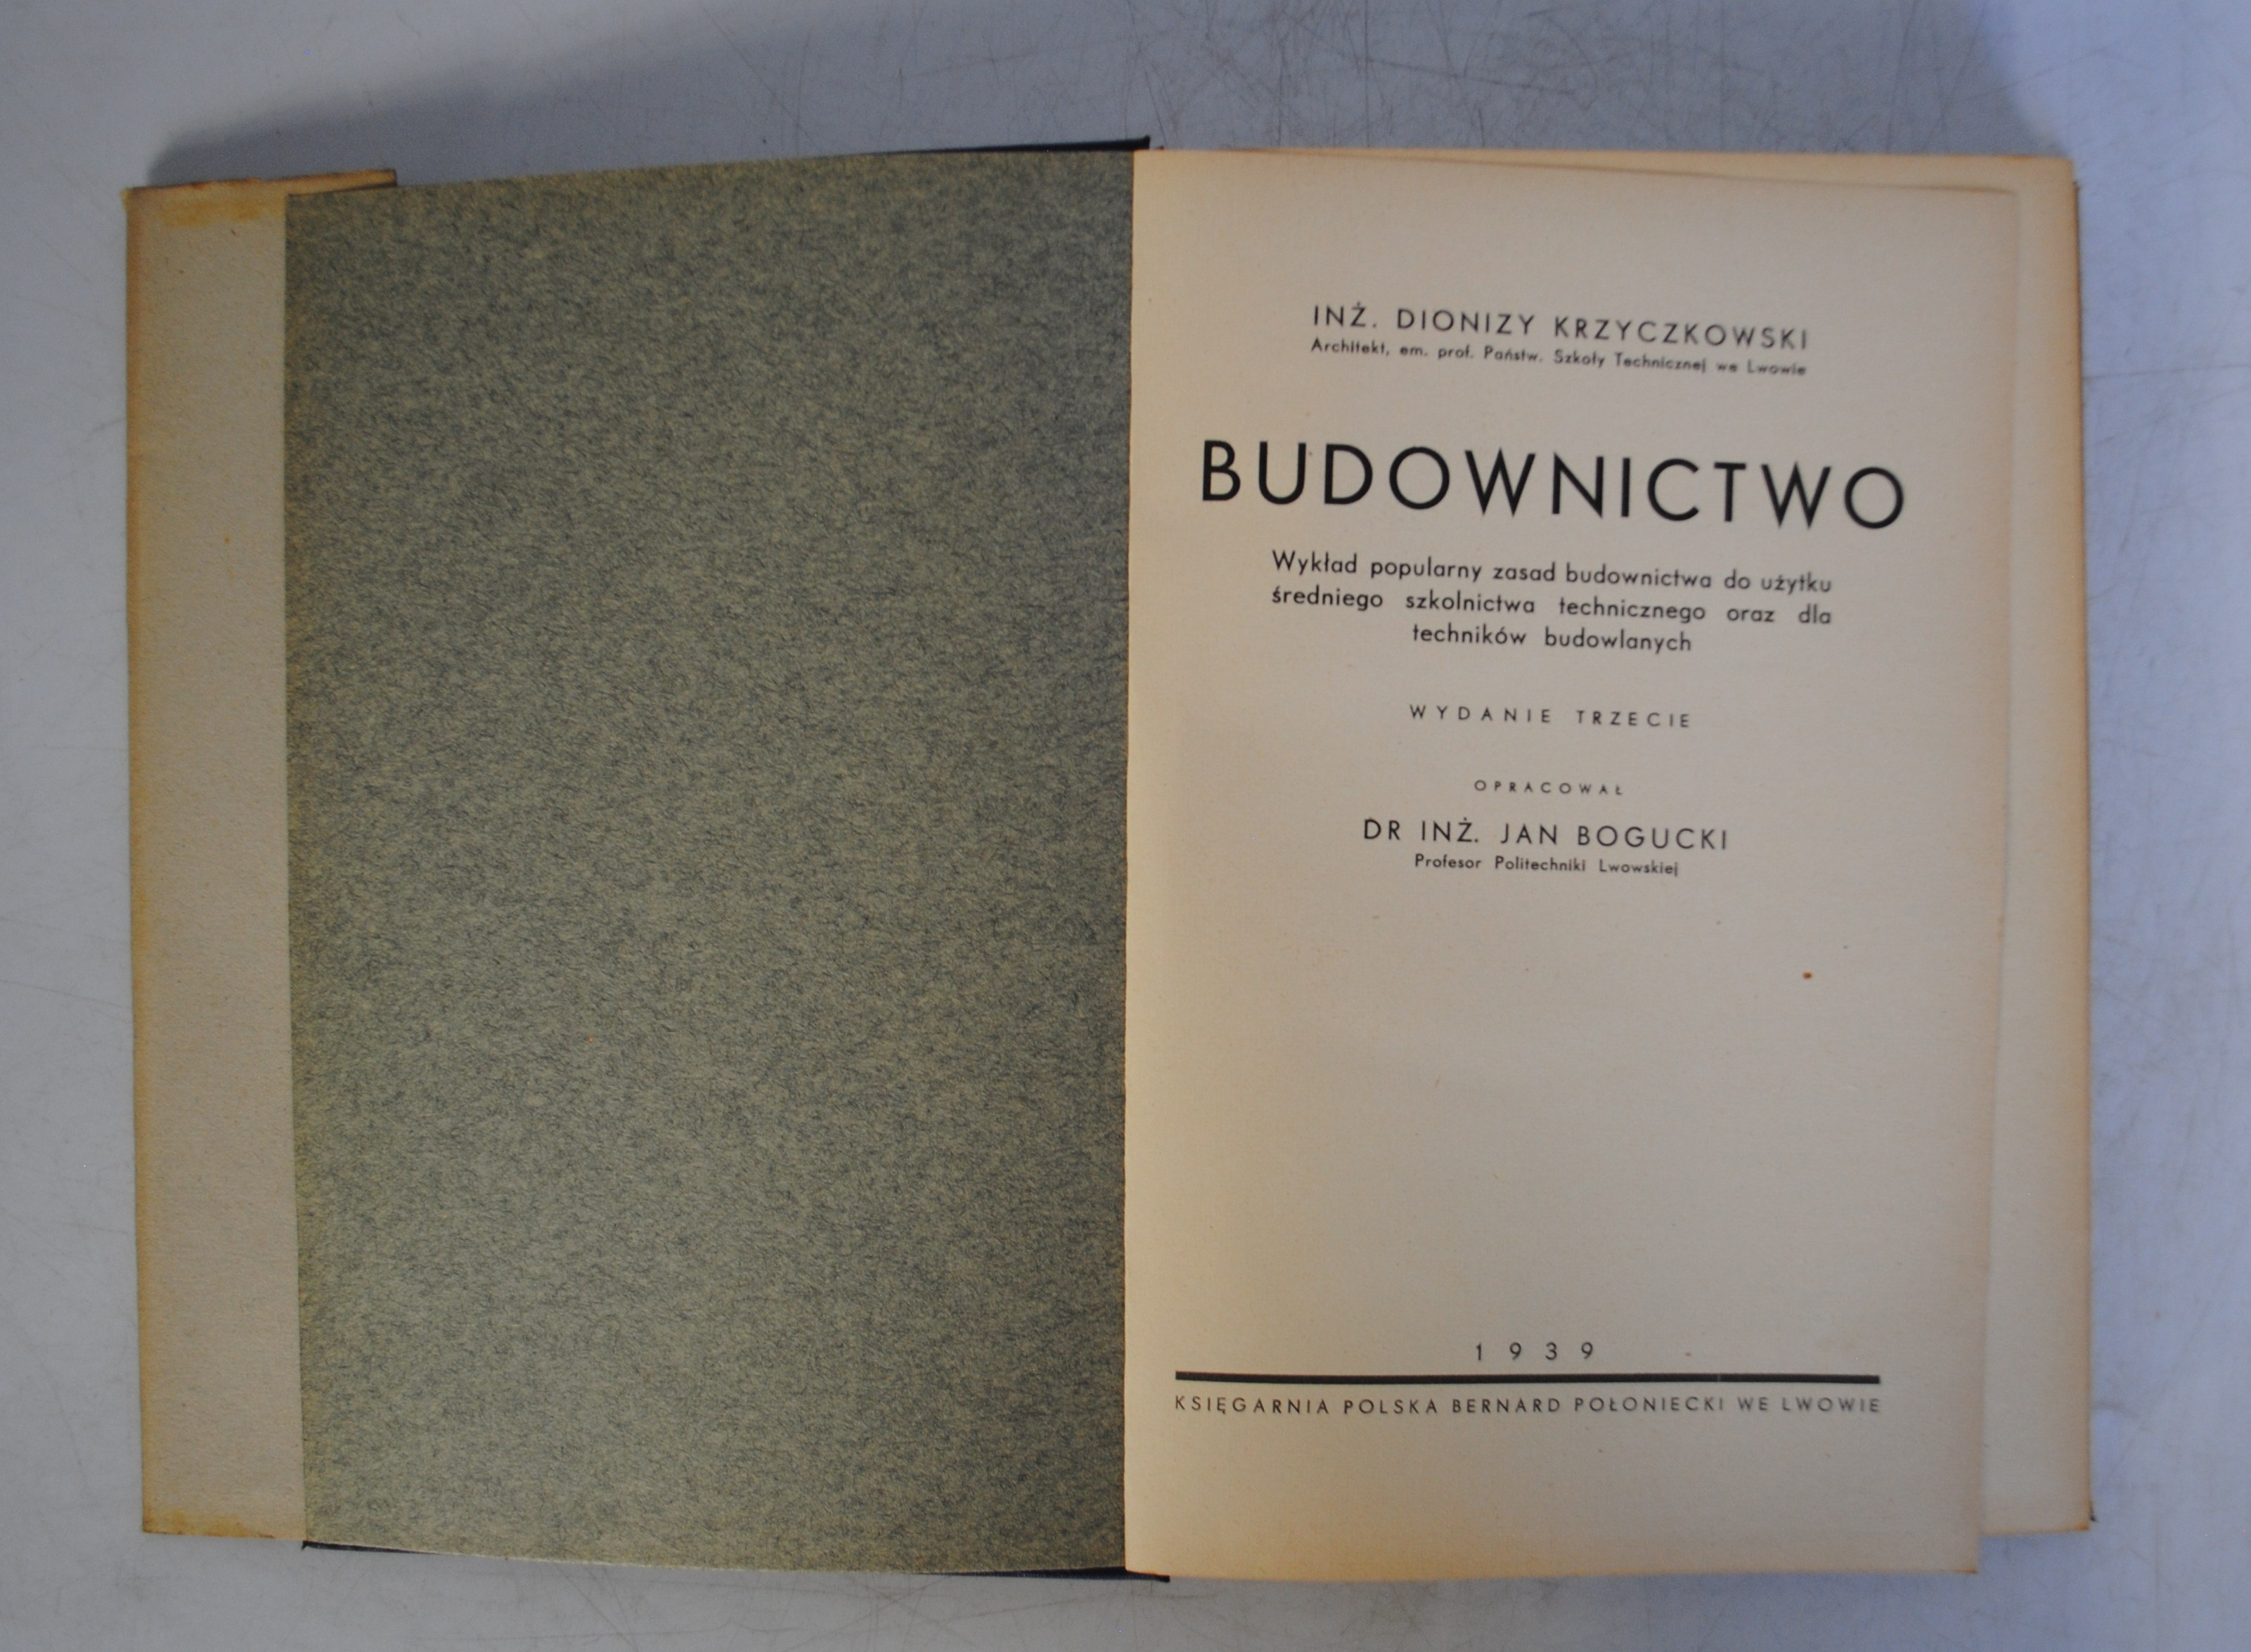 INŻ. DIONIZY KRZYCZKOWSKI
Architekt, em. prof. Państw. Szkoły Technicznej we Lwowie
BUDOWNICTWO
Wykład popularny zasad budownictwa do użytku
średniego szkolnictwa technicznego oraz dla
techników budowlanych
WYDANIE TRZECIE
OPRACOWAŁ
DR INŻ. JAN BOGUCKI
Profesor Politechniki Lwowskiej
1939
KSIĘGARNIA POLSKA BERNARD POŁONIECKI WE LWOWIE